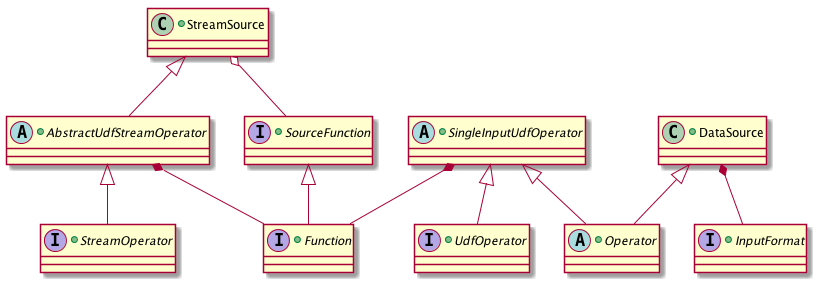 C StreamSource
A AbstractUdfStreamOperator
I SourceFunction
A SingleInputUdfOperator
C DataSource
I StreamOperator
I Function
I UdfOperator
A Operator
I InputFormat